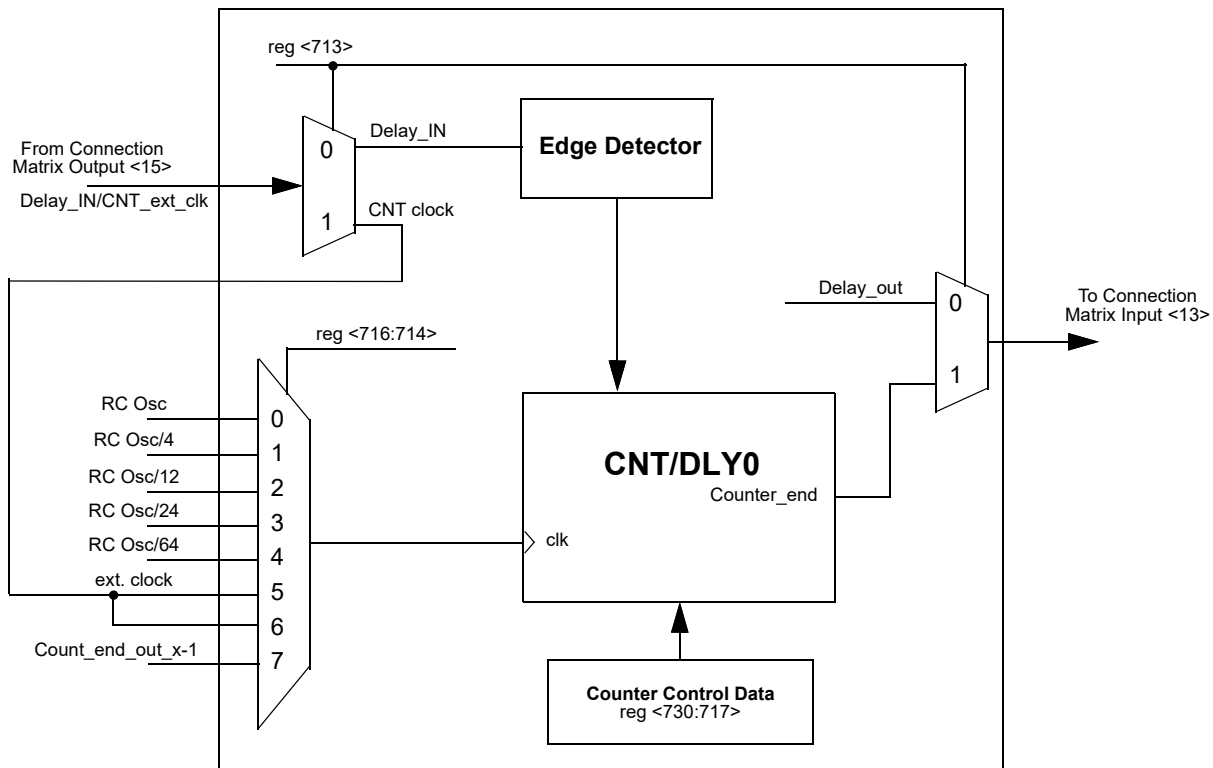 reg <713>
From Connection
Matrix Output <15>
Delay_IN/CNT_ext_clk
0
1
Delay_IN
CNT clock
Edge Detector
Delay_out
0
1
To Connection
Matrix Input <13>
reg <716:714>
RC Osc
RC Osc/4
RC Osc/12
RC Osc/24
RC Osc/64
ext. clock
Count_end_out_x-1
0
1
2
3
4
5
6
7
CNT/DLY0
Counter_end
clk
Counter Control Data
reg <730:717>